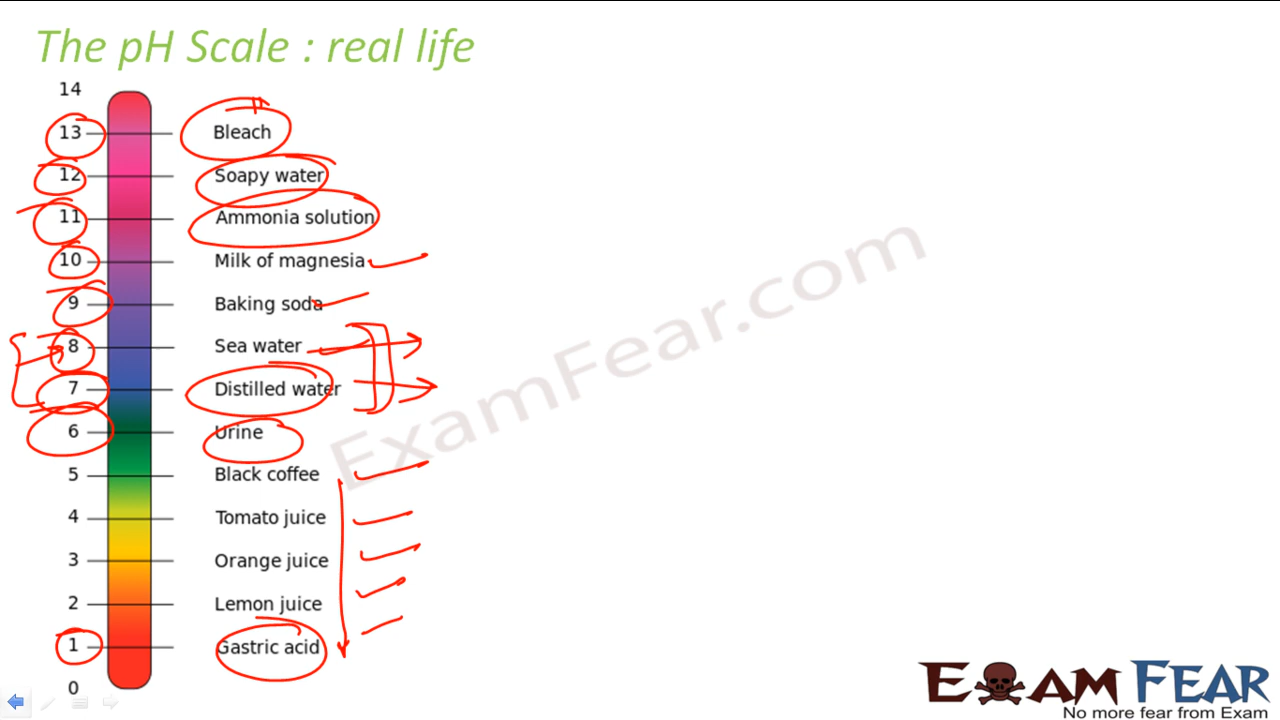 The pH Scale : real life
14
13 Bleach
12 Soapy water
11 Ammonia solution
10 Milk of magnesia
9 Baking soda
8 Sea water
7 Distilled water
6 Urine
5 Black coffee
4 Tomato juice
3 Orange juice
2 Lemon juice
1 Gastric acid
0
ExamFear.com
EXAM FEAR
No more fear from Exam